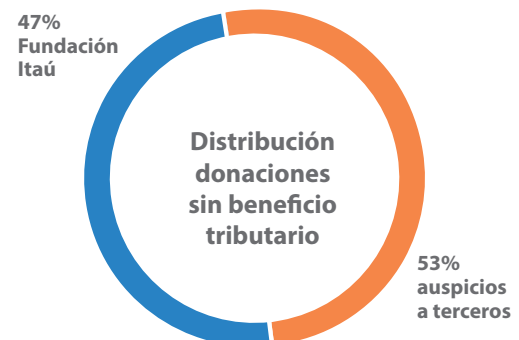 47%
Fundación
Itaú
Distribución
donaciones
sin beneficio
tributario
53%
auspicios
a terceros